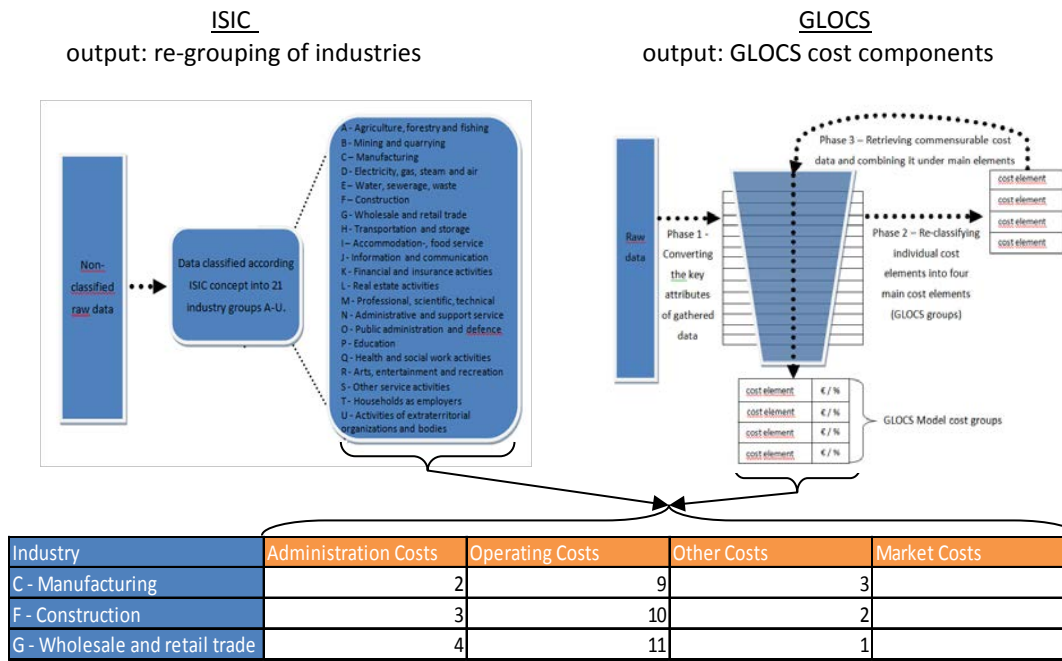 ISIC
output: re-grouping of industries
GLOCS
output: GLOCS cost components
Non-
classified
raw data
Data classified according
ISIC concept into 21
industry groups A-U.
A - Agriculture, forestry and fishing
B - Mining and quarrying
C – Manufacturing
D - Electricity, gas, steam and air
E – Water, sewerage, waste
F – Construction
G - Wholesale and retail trade
H - Transportation and storage
I – Accommodation-, food service
J - Information and communication
K - Financial and insurance activities
L - Real estate activities
M - Professional, scientific, technical
N - Administrative and support service
O - Public administration and defence
P - Education
Q - Health and social work activities
R - Arts, entertainment and recreation
S - Other service activities
T - Households as employers
U - Activities of extraterritorial
organizations and bodies
Raw
data
Phase 1 -
Converting
the key
attributes
of gathered
data
Phase 3 – Retrieving commensurable cost
data and combining it under main elements
Phase 2 – Re-classifying
individual cost
elements into four
main cost elements
(GLOCS groups)
cost element
cost element
cost element
cost element
cost element € / %
cost element € / %
cost element € / %
cost element € / %
GLOCS Model cost groups
Industry Administration Costs Operating Costs Other Costs Market Costs
C - Manufacturing 2 9 3
F - Construction 3 10 2
G - Wholesale and retail trade 4 11 1